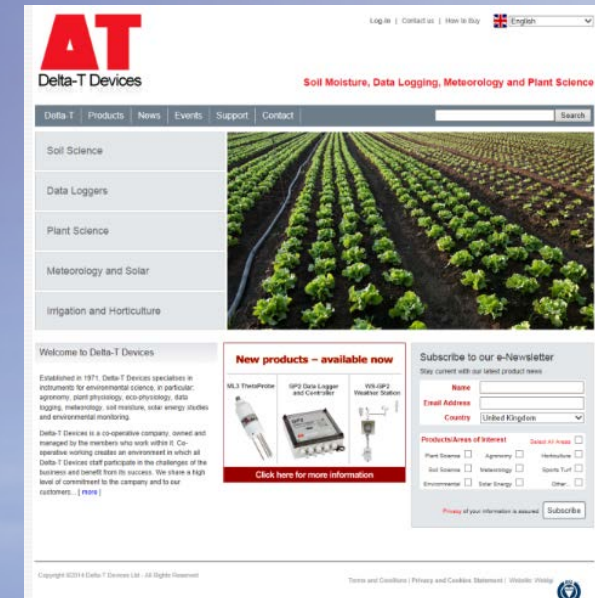 Log In | Contact us | How to Buy English
AT
Delta-T Devices
Soil Moisture, Data Logging, Meteorology and Plant Science
Delta-T | Products | News | Events | Support | Contact Search
Soil Science
Data Loggers
Plant Science
Meteorology and Solar
Irrigation and Horticulture
Welcome to Delta-T Devices
Established in 1971, Delta-T Devices specialises in
instruments for environmental science, in particular:
agronomy, plant physiology, eco-physiology, data
logging, meteorology, soil moisture, solar energy studies
and environmental monitoring.
Delta-T Devices is a co-operative company, owned and
managed by the members who work within it. Co-
operative working creates an environment in which all
Delta-T Devices staff participate in the challenges of the
business and benefit from its success. We share a high
level of commitment to the company and to our
customers....[ more ]
New products – available now
ML3 ThetaProbe
GP2 Data Logger
and Controller
WS-GP2
Weather Station
Click here for more information
Subscribe to our e-Newsletter
Stay current with our latest product news
Name
Email Address
Country United Kingdom
Products/Areas of Interest Select All Areas
Plant Science Agronomy Horticulture
Soil Science Meteorology Sports Turf
Environmental Solar Energy Other...
Privacy of your information is assured Subscribe
Copyright ©2014 Delta-T Devices Ltd - All Rights Reserved
Terms and Conditions | Privacy and Cookies Statement | Website: